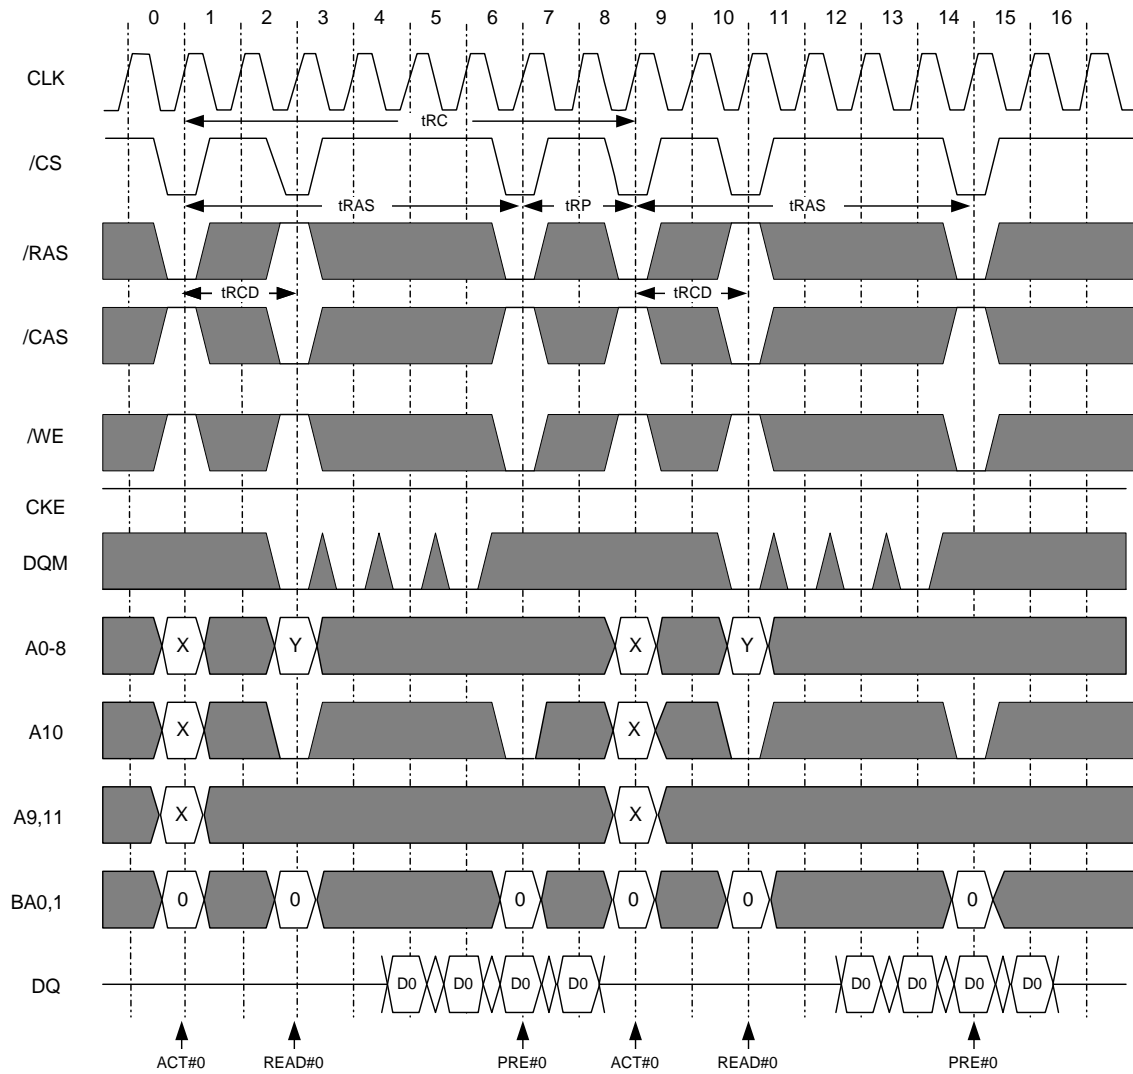 0 1 2 3 4 5 6 7 8 9 10 11 12 13 14 15 16
CLK
tRC
/CS
tRAS tRP tRAS
/RAS
tRCD tRCD
/CAS
/WE
CKE
DQM
A0-8 X Y X Y
A10 X X
A9,11 X X
BA0,1 0 0 0 0 0 0
DQ D0 D0 D0 D0 D0 D0 D0 D0
ACT#0 READ#0 PRE#0 ACT#0 READ#0 PRE#0